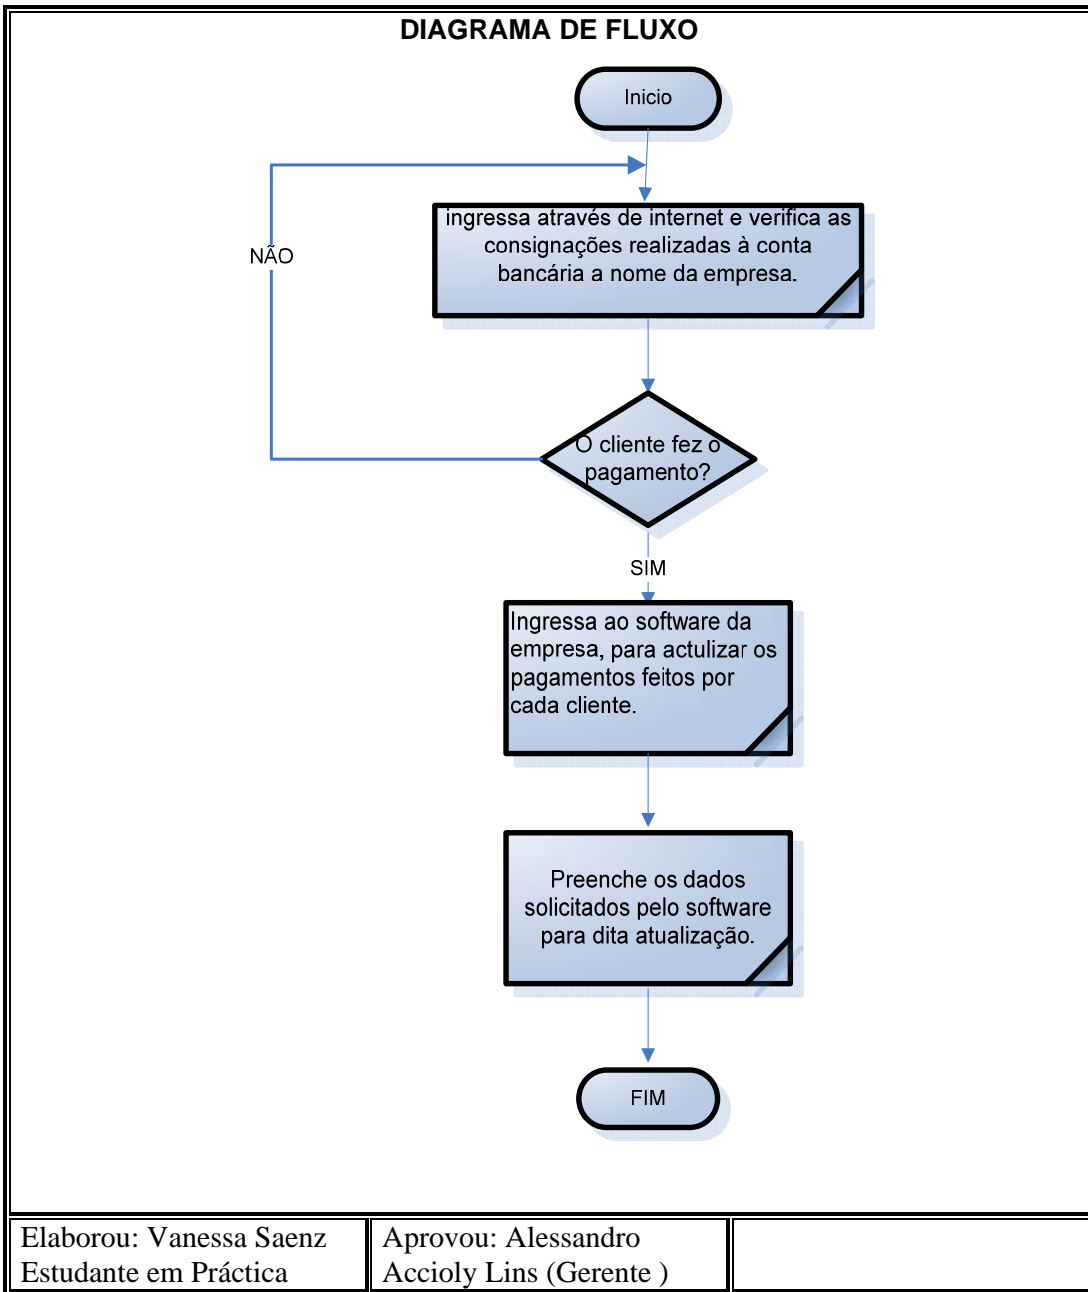 DIAGRAMA DE FLUXO
Inicio
ingressa através de internet e verifica as
consignações realizadas à conta
bancária a nome da empresa.
NÃO
O cliente fez o
pagamento?
SIM
Ingressa ao software da
empresa, para actulizar os
pagamentos feitos por
cada cliente.
Preenche os dados
solicitados pelo software
para dita atualização.
FIM
Elaborou: Vanessa Saenz
Estudante em Práctica
Aprovou: Alessandro
Accioly Lins (Gerente )